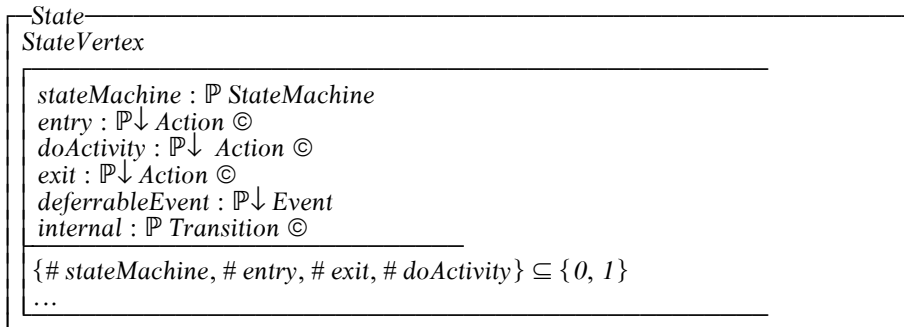 State
StateVertex
stateMachine : ℙ StateMachine
entry : ℙ↓ Action ©
doActivity : ℙ↓ Action ©
exit : ℙ↓ Action ©
deferrableEvent : ℙ↓ Event
internal : ℙ Transition ©
{# stateMachine, # entry, # exit, # doActivity} ⊆ {0, 1}
…